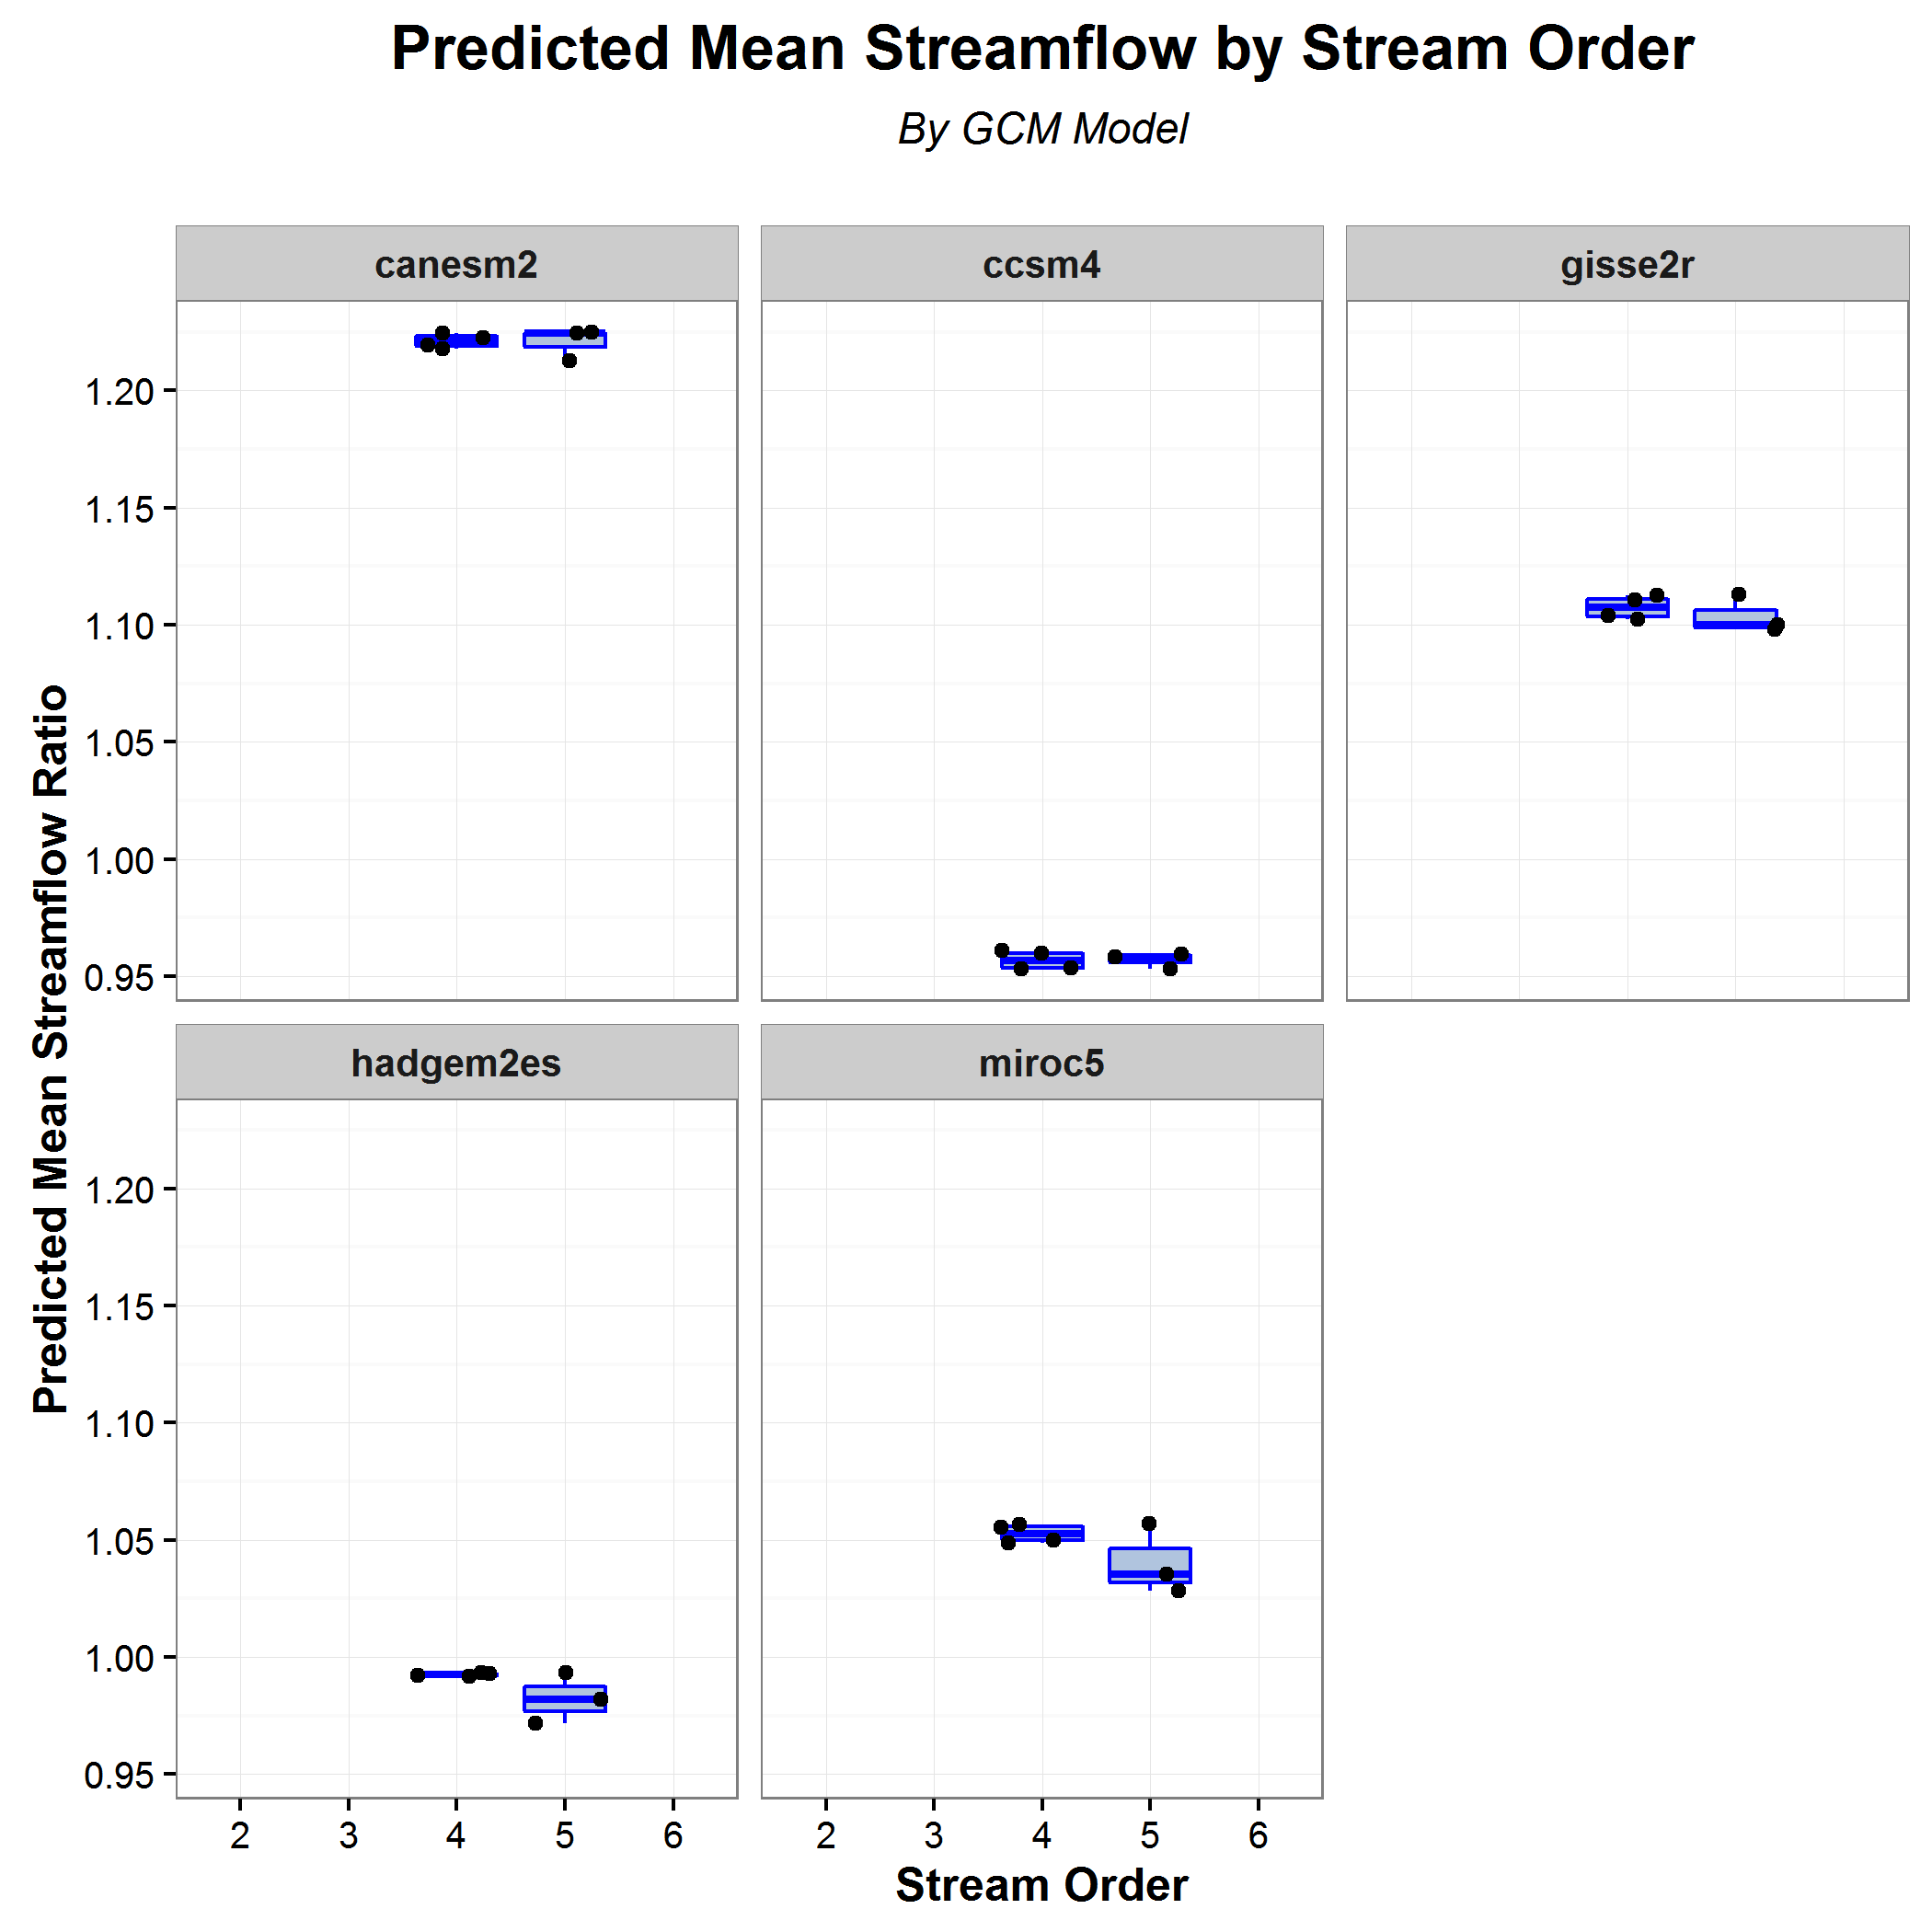 Predicted Mean Streamflow by Stream Order
By GCM Model
canesm2
ccsm4
gisse2r
1.20
1.15
1.10
1.05
1.00
0.95
Predicted Mean Streamflow Ratio
hadgem2es
miroc5
1.20
1.15
1.10
1.05
1.00
0.95
2 3 4 5 6
2 3 4 5 6
Stream Order